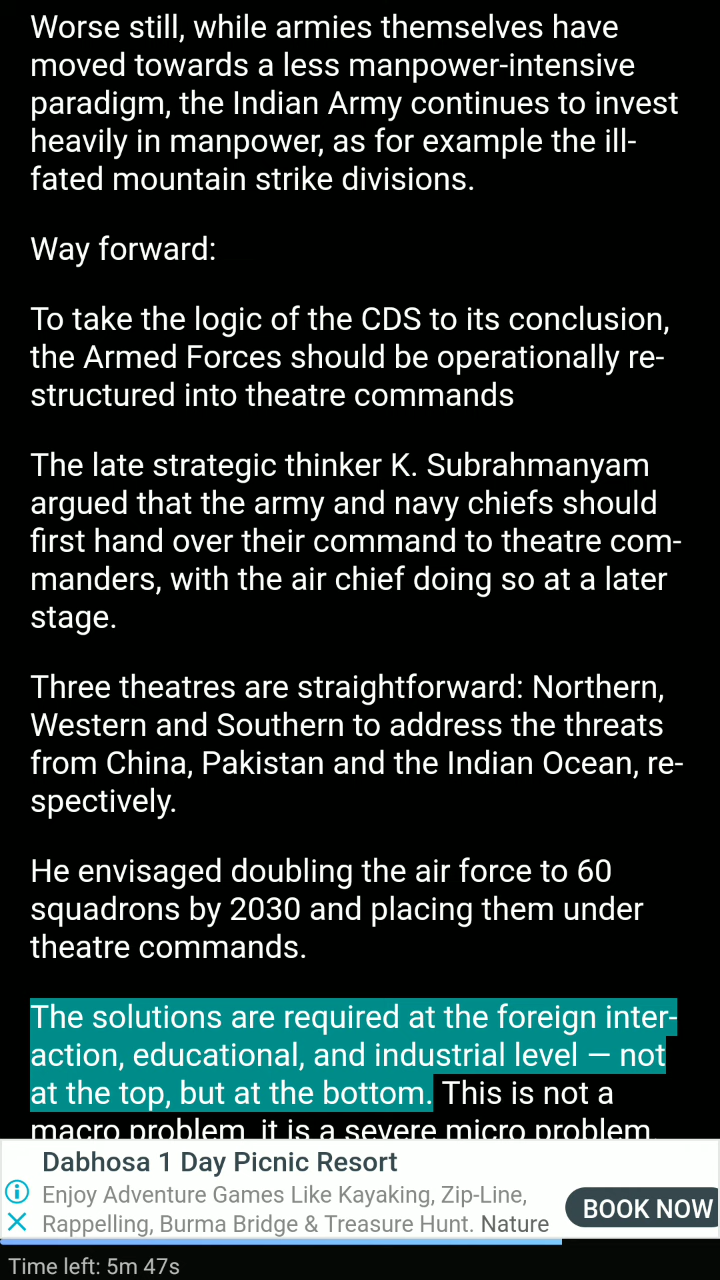 Worse still, while armies themselves have
moved towards a less manpower-intensive
paradigm, the Indian Army continues to invest
heavily in manpower, as for example the ill-
fated mountain strike divisions.
Way forward:
To take the logic of the CDS to its conclusion,
the Armed Forces should be operationally re-
structured into theatre commands
The late strategic thinker K. Subrahmanyam
argued that the army and navy chiefs should
first hand over their command to theatre com-
manders, with the air chief doing so at a later
stage.
Three theatres are straightforward: Northern,
Western and Southern to address the threats
from China, Pakistan and the Indian Ocean, re-
spectively.
He envisaged doubling the air force to 60
squadrons by 2030 and placing them under
theatre commands.
The solutions are required at the foreign inter-
action, educational, and industrial level — not
at the top, but at the bottom. This is not a
macro problem, it is a severe micro problem.
Dabhosa 1 Day Picnic Resort
Enjoy Adventure Games Like Kayaking, Zip-Line,
Rappelling, Burma Bridge & Treasure Hunt. Nature
BOOK NOW
Time left: 5m 47s